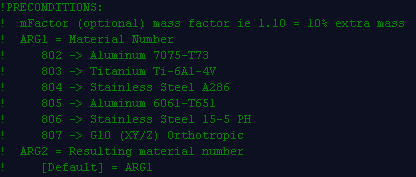 !PRECONDITIONS:
!  mFactor (optional) mass factor ie 1.10 = 10% extra mass
!  ARG1 = Material Number
!     802 -> Aluminum 7075-T73
!     803 -> Titanium Ti-6Al-4V
!     804 -> Stainless Steel A286
!     805 -> Aluminum 6061-T651
!     806 -> Stainless Steel 15-5 PH
!     807 -> G10 (XY/Z) Orthotropic
!  ARG2 = Resulting material number
!     [Default] = ARG1